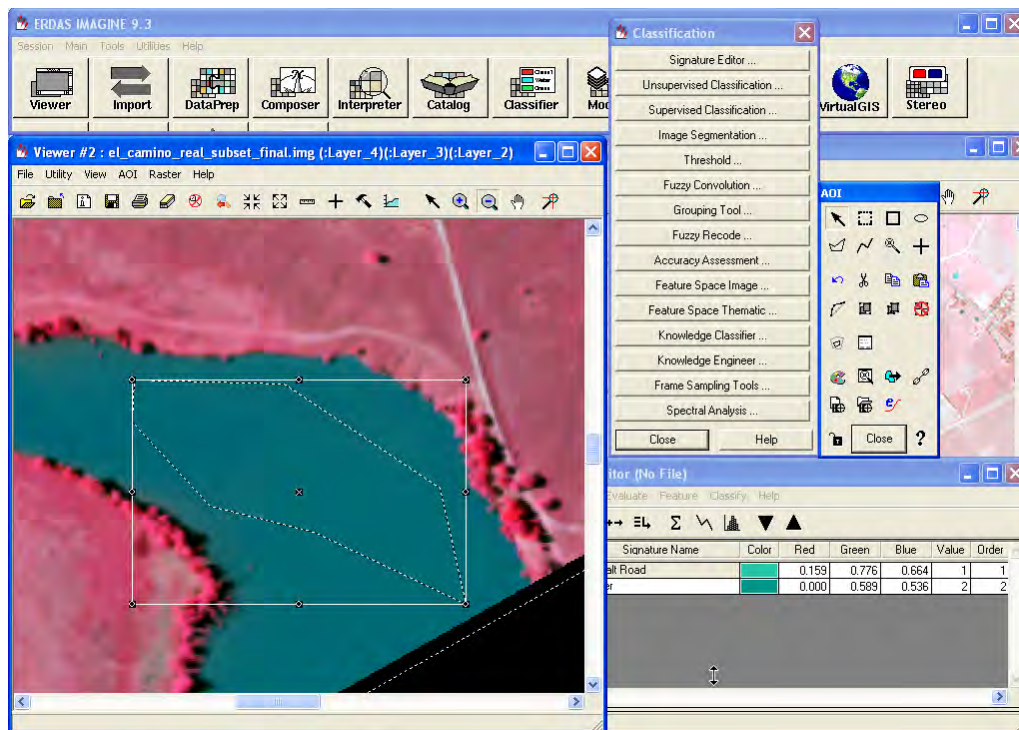 ERDAS IMAGINE 9.3
Session Main Tools Utilities Help
Viewer Import DataPrep Composer Interpreter Catalog Classifier VirtualGIS Stereo
Class1
Water
Grass
Classification
Signature Editor ...
Unsupervised Classification ...
Supervised Classification ...
Image Segmentation ...
Threshold ...
Fuzzy Convolution ...
Grouping Tool ...
Fuzzy Recode ...
Accuracy Assessment ...
Feature Space Image ...
Feature Space Thematic ...
Knowledge Classifier ...
Knowledge Engineer ...
Frame Sampling Tools ...
Spectral Analysis ...
Close Help
Viewer #2 : el_camino_real_subset_final.img (:Layer_4)(:Layer_3)(:Layer_2)
File Utility View AOI Raster Help
AOI
Close ?
itor (No File)
Evaluate Feature Classify Help
Signature Name Color Red Green Blue Value Order
alt Road 0.159 0.776 0.664 1 1
er 0.000 0.589 0.536 2 2